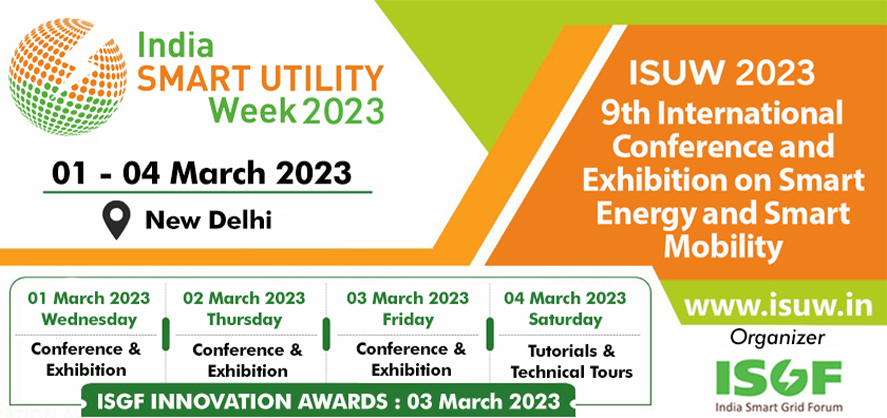 India
SMART UTILITY
Week 2023
01 - 04 March 2023
New Delhi
ISUW 2023
9th International
Conference and
Exhibition on Smart
Energy and Smart
Mobility
www.isuw.in
01 March 2023
Wednesday
Conference &
Exhibition
02 March 2023
Thursday
Conference &
Exhibition
03 March 2023
Friday
Conference &
Exhibition
04 March 2023
Saturday
Tutorials &
Technical Tours
ISGF INNOVATION AWARDS : 03 March 2023
Organizer
ISGF
India Smart Grid Forum